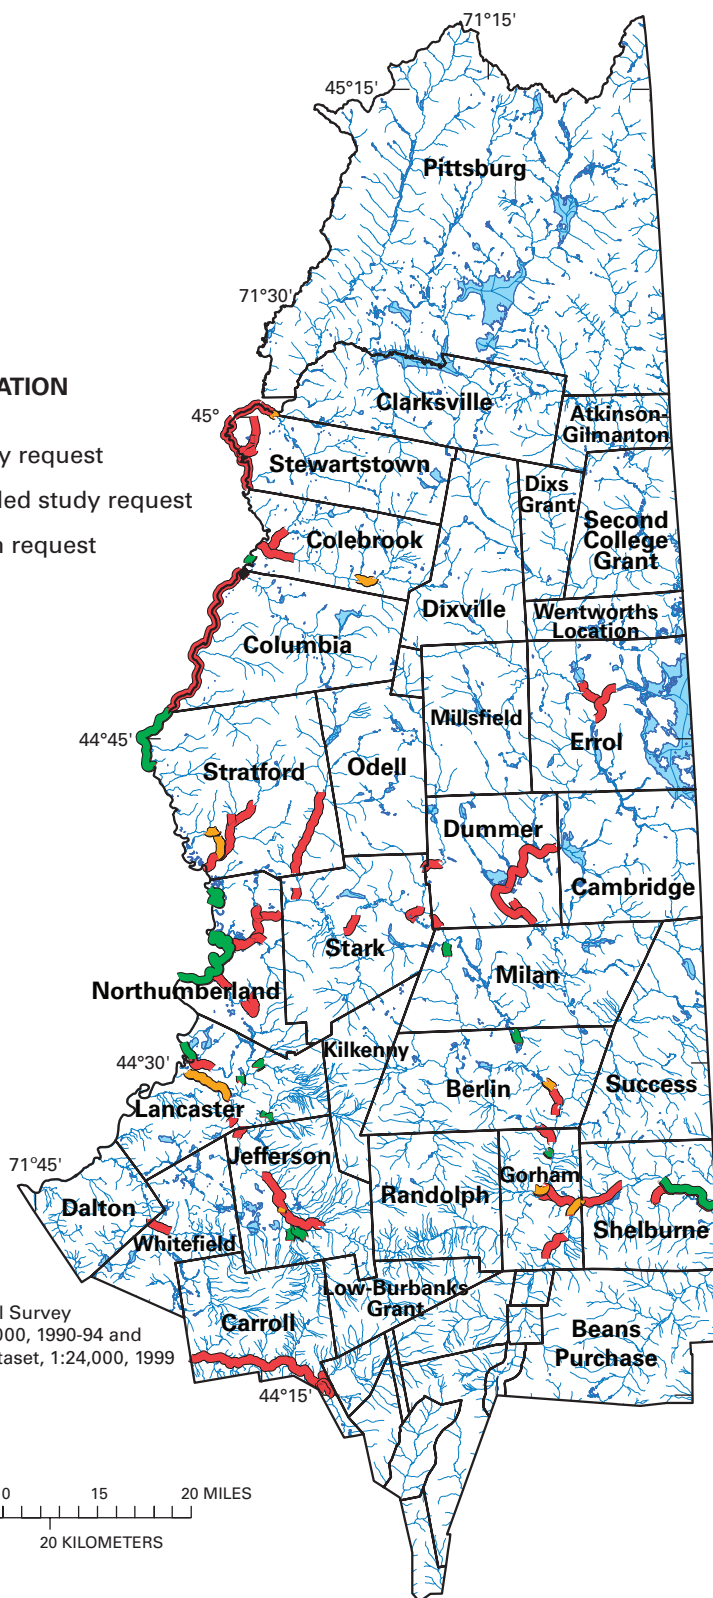 71°15'
45°15'
Pittsburg
71°30'
ATION
Clarksville
45°
Atkinson-
Gilmanton
y request
Stewartstown
Dixs
Grant
led study request
Second
College
Grant
Colebrook
n request
Dixville
Wentworths
Location
Columbia
Millsfield
44°45'
Errol
Odell
Stratford
Dummer
Cambridge
Stark
Milan
Northumberland
Kilkenny
44°30'
Berlin
Success
Lancaster
Jefferson
71°45'
Gorham
Randolph
Dalton
Shelburne
Whitefield
Low-Burbanks
Grant
l Survey
Carroll
000, 1990-94 and
Beans
Purchase
taset, 1:24,000, 1999
44°15'
0 15 20 MILES
20 KILOMETERS